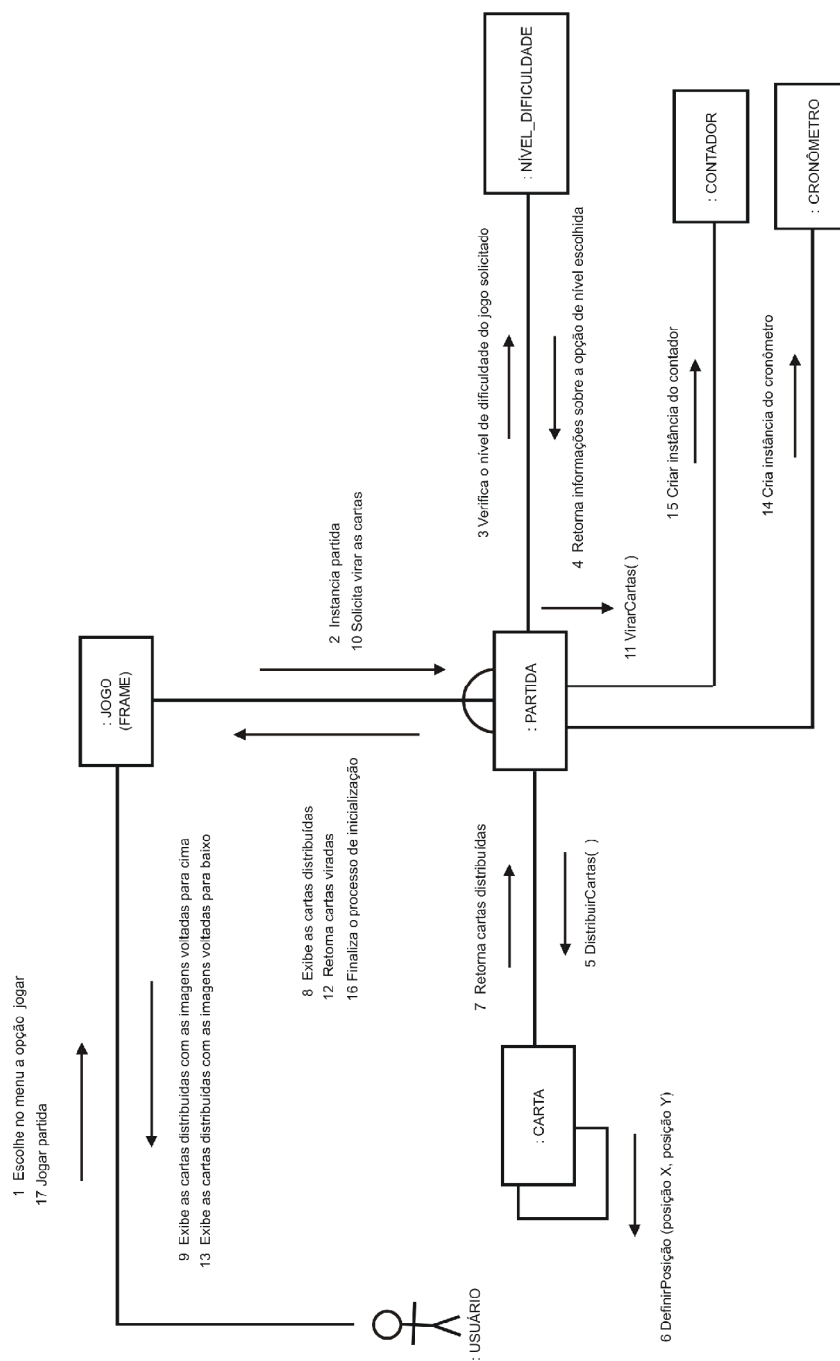 1 Escolhe no menu a opção jogar
17 Jogar partida
9 Exibe as cartas distribuídas com as imagens voltadas para cima
13 Exibe as cartas distribuídas com as imagens voltadas para baixo
: USUÁRIO
: JOGO
(FRAME)
2 Instancia partida
10 Solicita virar as cartas
8 Exibe as cartas distribuídas
12 Retorna cartas viradas
16 Finaliza o processo de inicialização
7 Retorna cartas distribuídas
5 DistribuirCartas( )
: CARTA
6 DefinirPosição (posição X, posição Y)
: PARTIDA
11 VirarCartas( )
3 Verifica o nível de dificuldade do jogo solicitado
4 Retorna informações sobre a opção de nível escolhida
: NÍVEL_DIFICULDADE
15 Criar instância do contador
: CONTADOR
14 Cria instância do cronômetro
: CRONÔMETRO